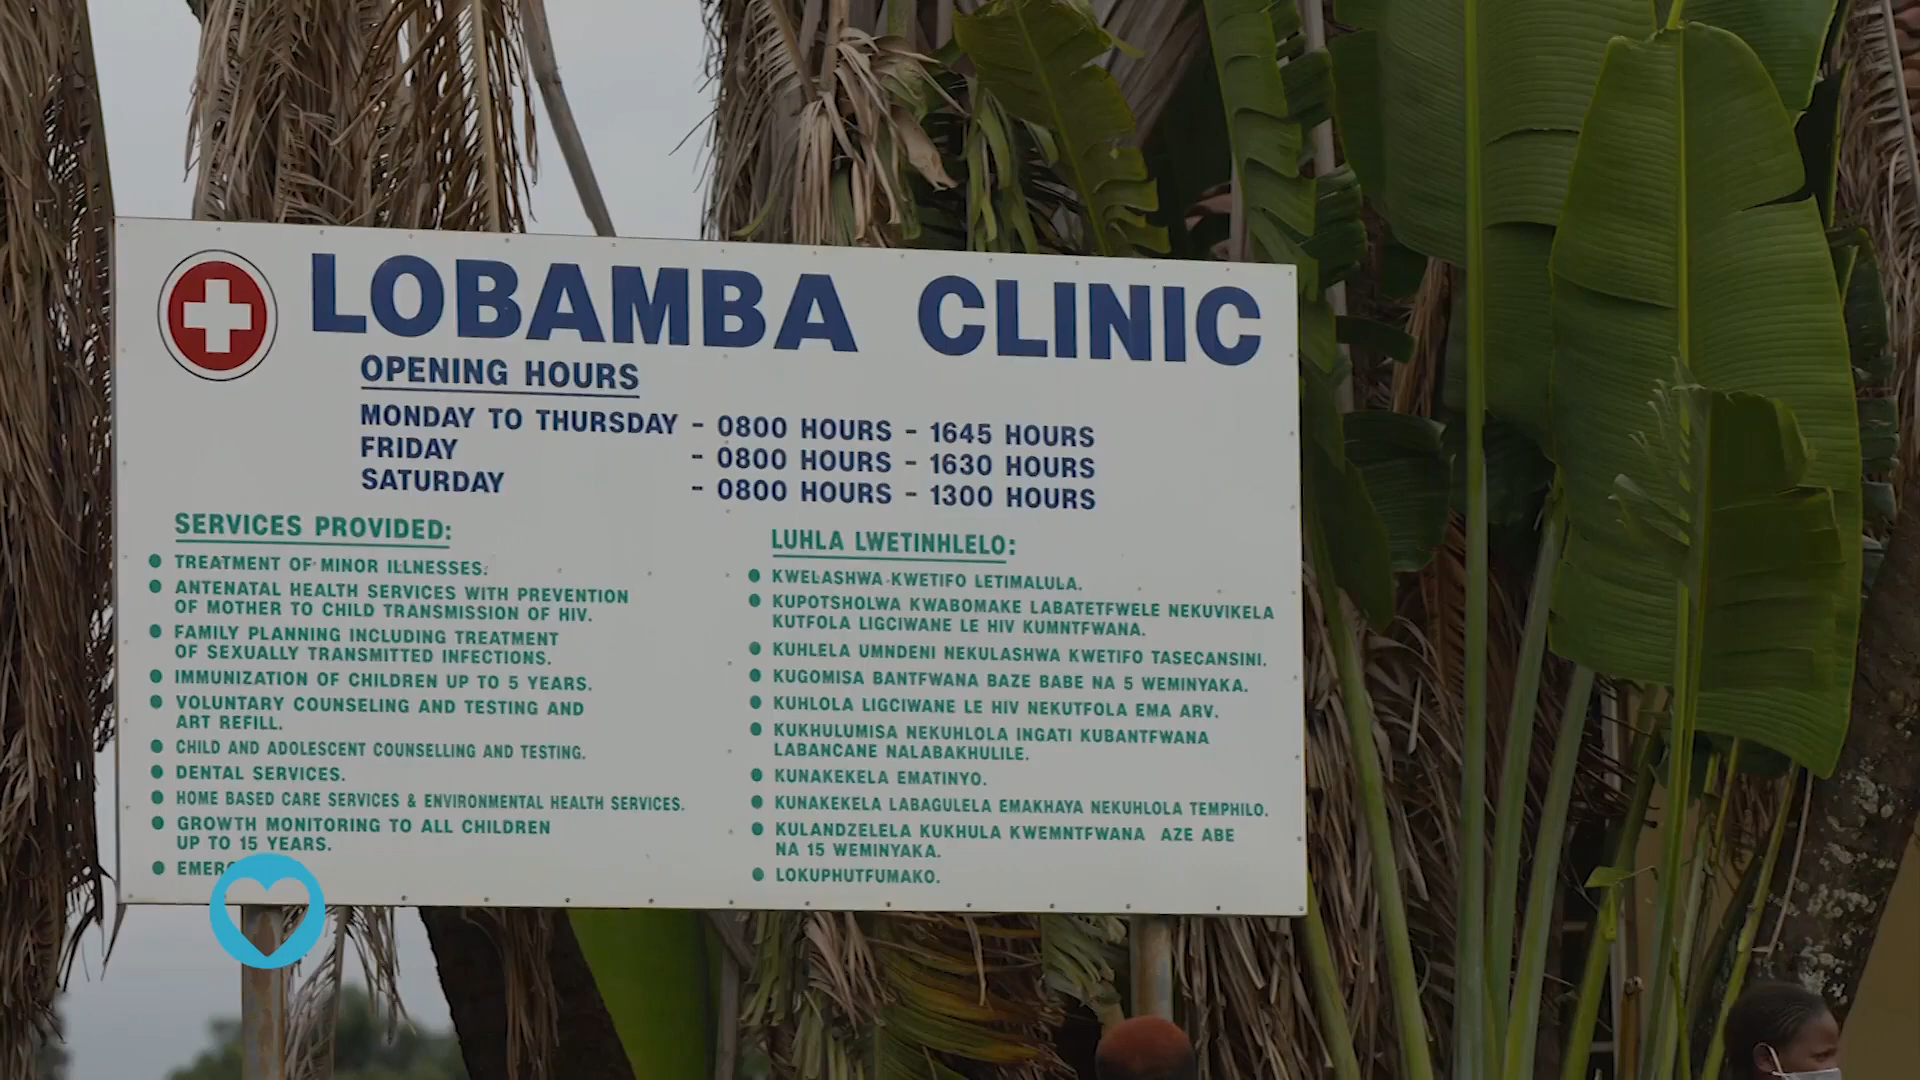 LOBAMBA CLINIC
OPENING HOURS
MONDAY TO THURSDAY - 0800 HOURS - 1645 HOURS
FRIDAY - 0800 HOURS - 1630 HOURS
SATURDAY - 0800 HOURS - 1300 HOURS
SERVICES PROVIDED:
TREATMENT OF MINOR ILLNESSES.
ANTENATAL HEALTH SERVICES WITH PREVENTION
OF MOTHER TO CHILD TRANSMISSION OF HIV.
FAMILY PLANNING INCLUDING TREATMENT
OF SEXUALLY TRANSMITTED INFECTIONS.
IMMUNIZATION OF CHILDREN UP TO 5 YEARS.
VOLUNTARY COUNSELING AND TESTING AND
ART REFILL.
CHILD AND ADOLESCENT COUNSELLING AND TESTING.
DENTAL SERVICES.
HOME BASED CARE SERVICES & ENVIRONMENTAL HEALTH SERVICES.
GROWTH MONITORING TO ALL CHILDREN
UP TO 15 YEARS.
LUHLA LWETINHLELO:
KWELASHWA KWETIFO LETIMALULA.
KUPOTSHOLWA KWABOMAKE LABATETFWELE NEKUVIKELA
KUTFOLA LIGCIWANE LE HIV KUMNTFWANA.
KUHLELA UMNDENI NEKULASHWA KWETIFO TASECANSINI.
KUGOMISA BANTFWANA BAZE BABE NA 5 WEMINYAKA.
KUHLOLA LIGCIWANE LE HIV NEKUTFOLA EMA ARV.
KUKHULUMISA NEKUHLOLA INGATI KUBANTFWANA
LABANCANE NALABAKHULILE.
KUNAKEKELA EMATINYO.
KUNAKEKELA LABAGULELA EMAKHAYA NEKUHLOLA TEMPHILO.
KULANDZELELA KUKHULA KWEMNTFWANA AZE ABE
NA 15 WEMINYAKA.
LOKUPHUTFUMAKO.